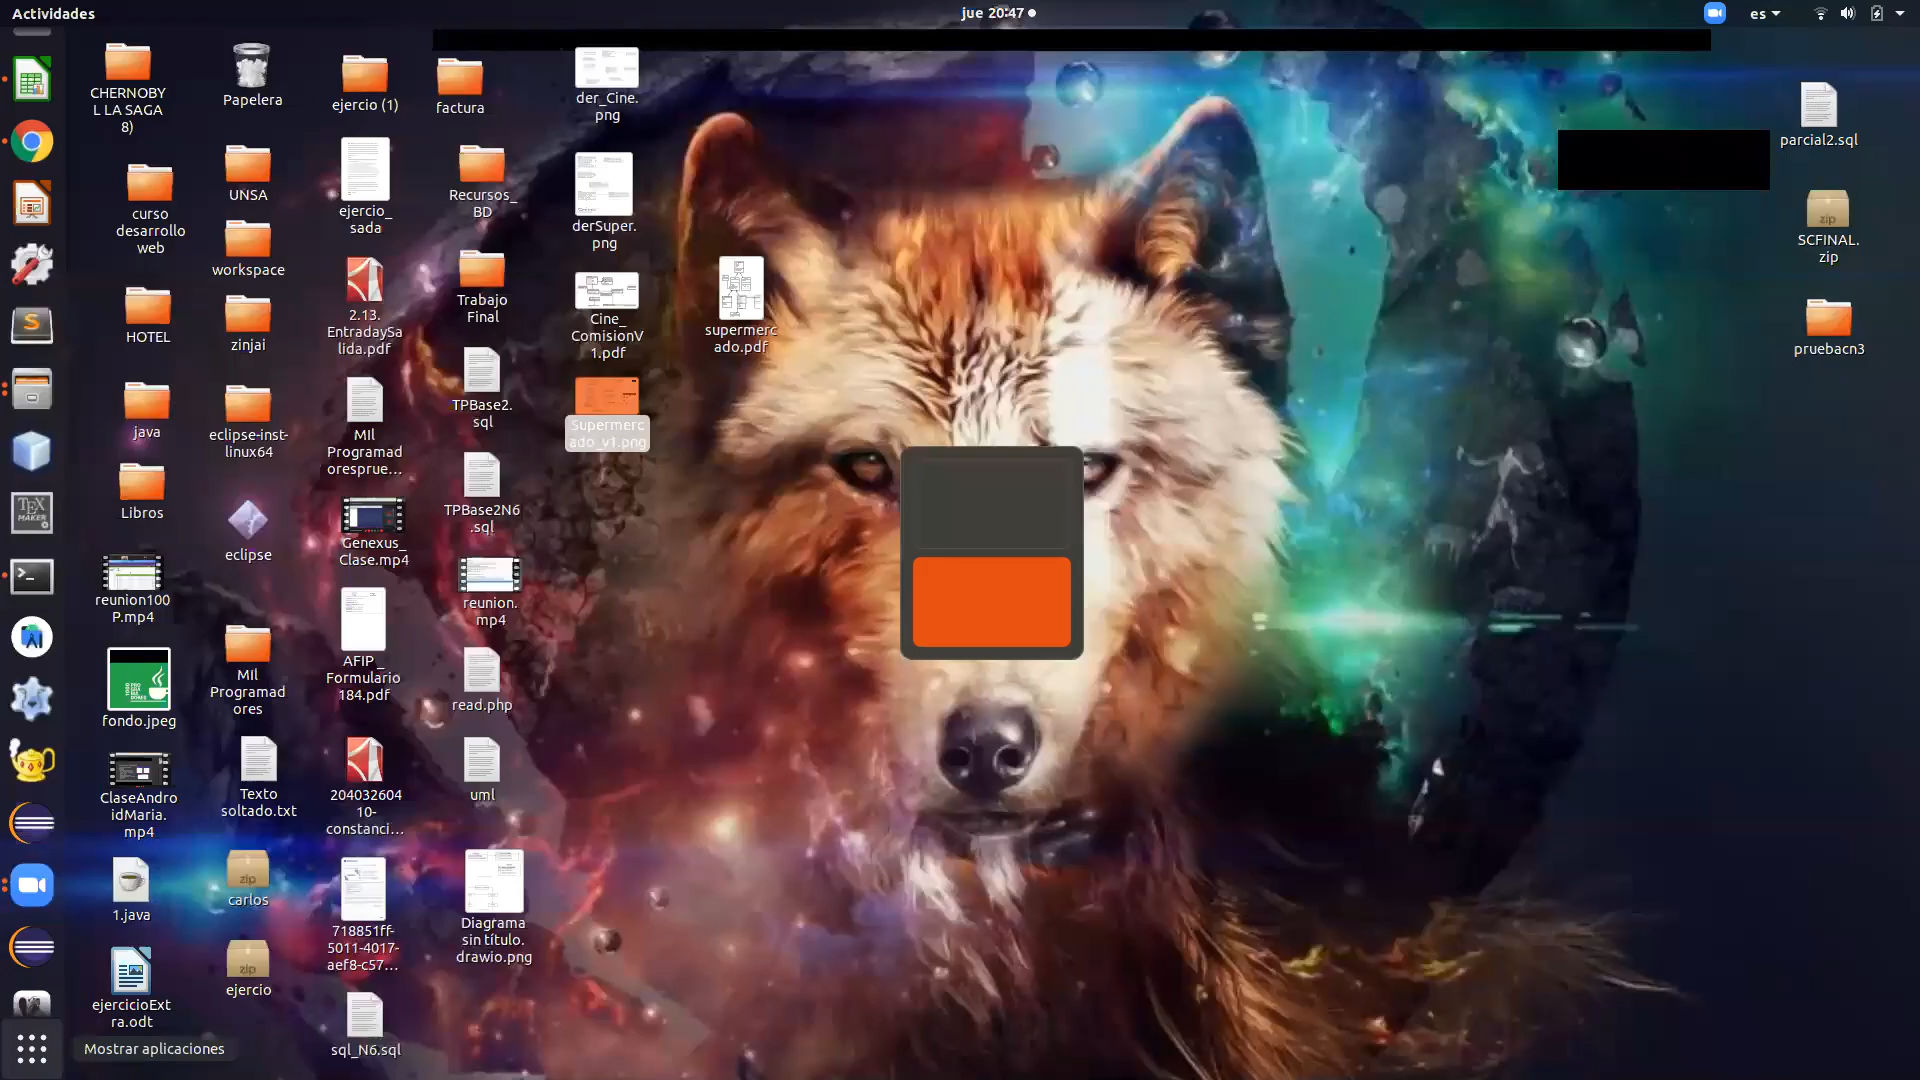 Actividades
jue 20:47
es
CHERNOBY
L LA SAGA
8)
curso
desarrollo
web
HOTEL
java
Libros
reunion100
P.mp4
fondo.jpeg
ClaseAndro
idMaria.
mp4
1.java
ejercicioExt
ra.odt
Mostrar aplicaciones
Papelera
UNSA
workspace
zinjai
eclipse-inst-
linux64
eclipse
MIl
Programad
ores
Texto
soltado.txt
zip
carlos
zip
ejercio
ejercio (1)
ejercio_
sada
2.13.
EntradaySa
lida.pdf
MIl
Programad
oresprue...
Genexus_
Clase.mp4
AFIP_
Formulario
184.pdf
204032604
10-
constanci...
718851ff-
5011-4017-
aef8-c57...
sql_N6.sql
factura
Recursos_
BD
Trabajo
Final
TPBase2.
sql
TPBase2N6
.sql
reunion.
mp4
read.php
uml
Diagrama
sin título.
drawio.png
der_Cine.
png
derSuper.
png
Cine_
ComisionV
1.pdf
Supermerc
ado_v1.png
supermerc
ado.pdf
parcial2.sql
zip
SCFINAL.
zip
pruebacn3
S
TEX
MAKER